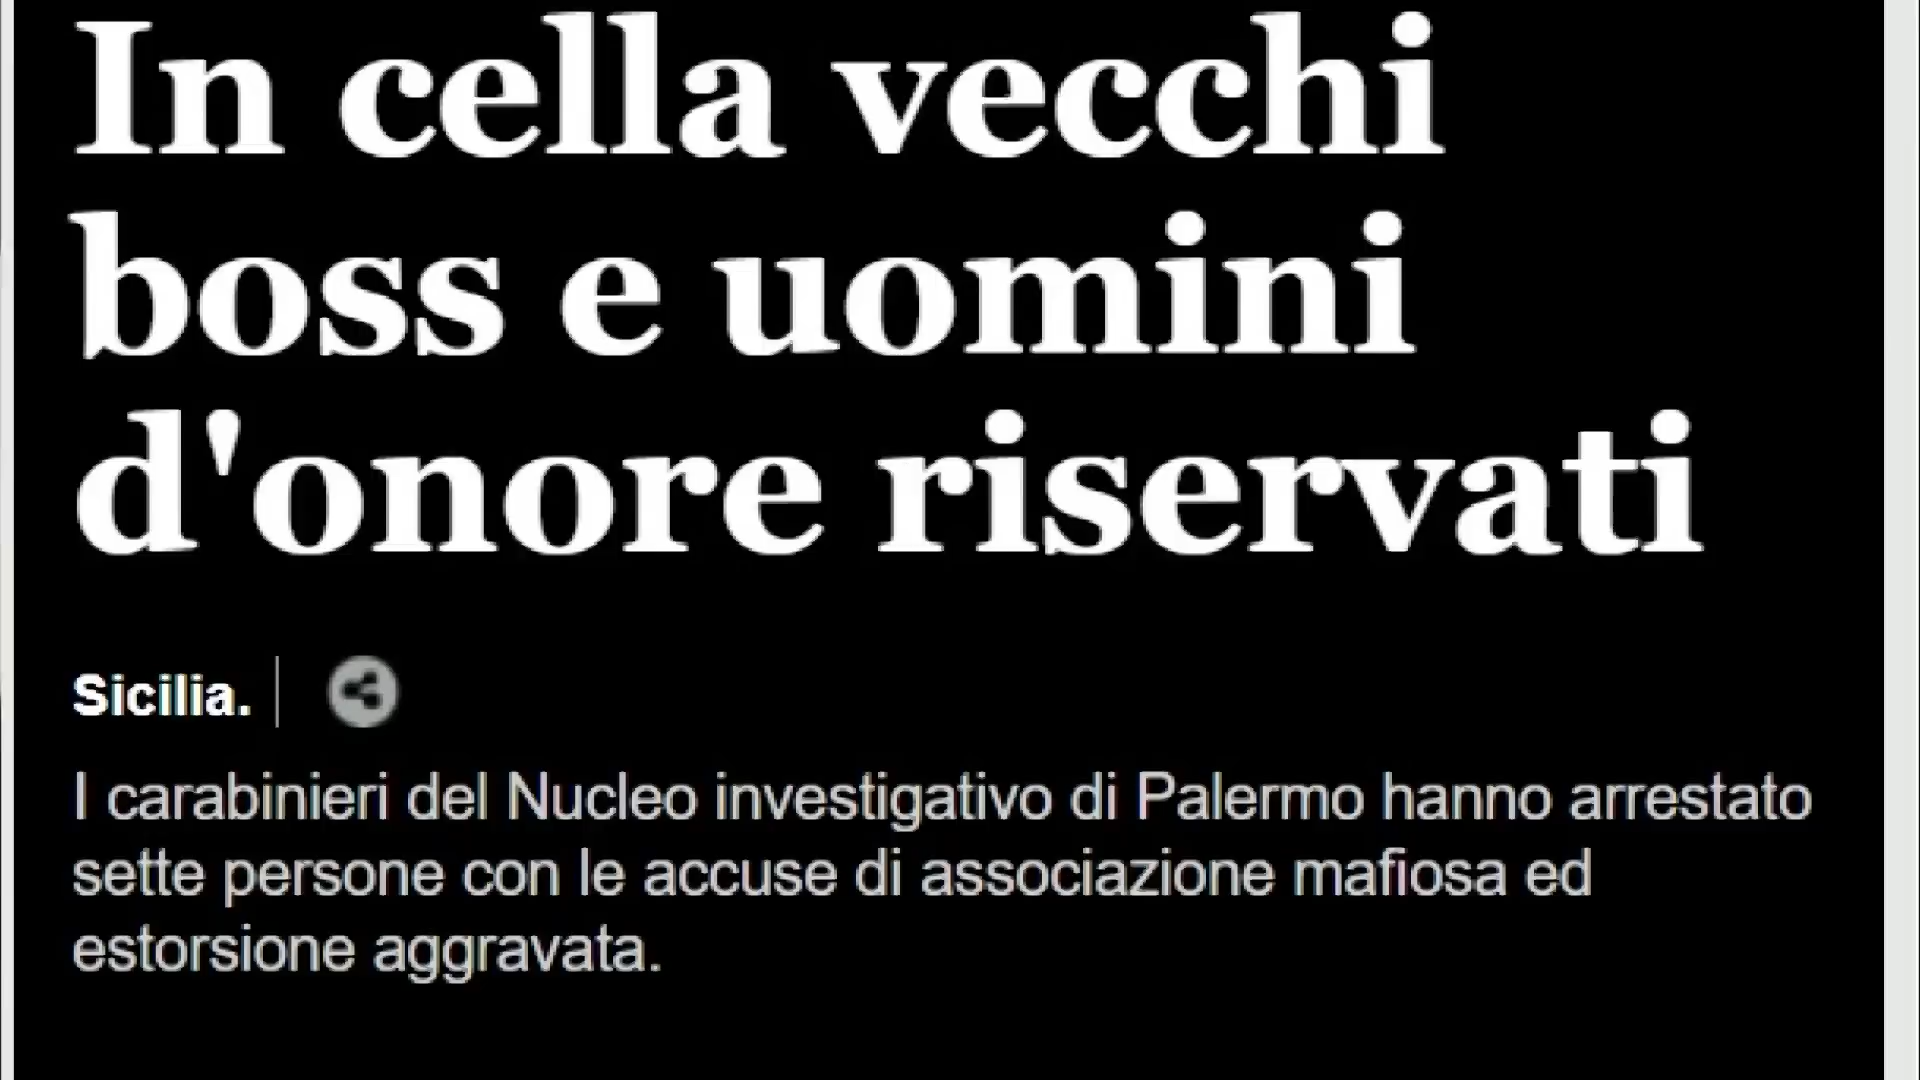 In cella vecchi
boss e uomini
d'onore riservati
Sicilia.
I carabinieri del Nucleo investigativo di Palermo hanno arrestato
sette persone con le accuse di associazione mafiosa ed
estorsione aggravata.